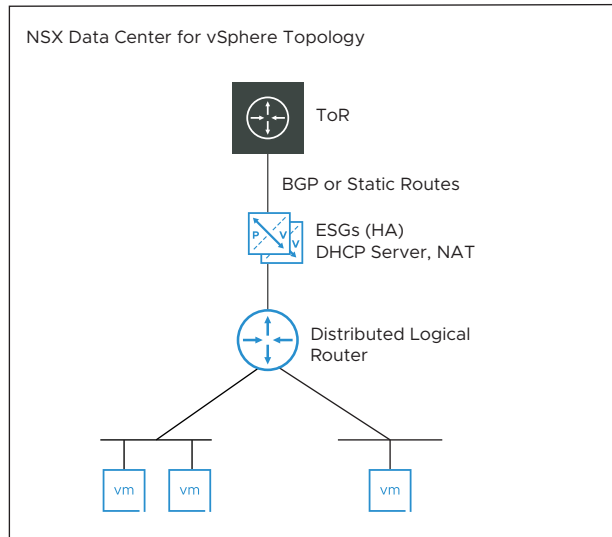 NSX Data Center for vSphere Topology
ToR
BGP or Static Routes
P V
V
ESGs (HA)
DHCP Server, NAT
Distributed Logical
Router
vm
vm
vm